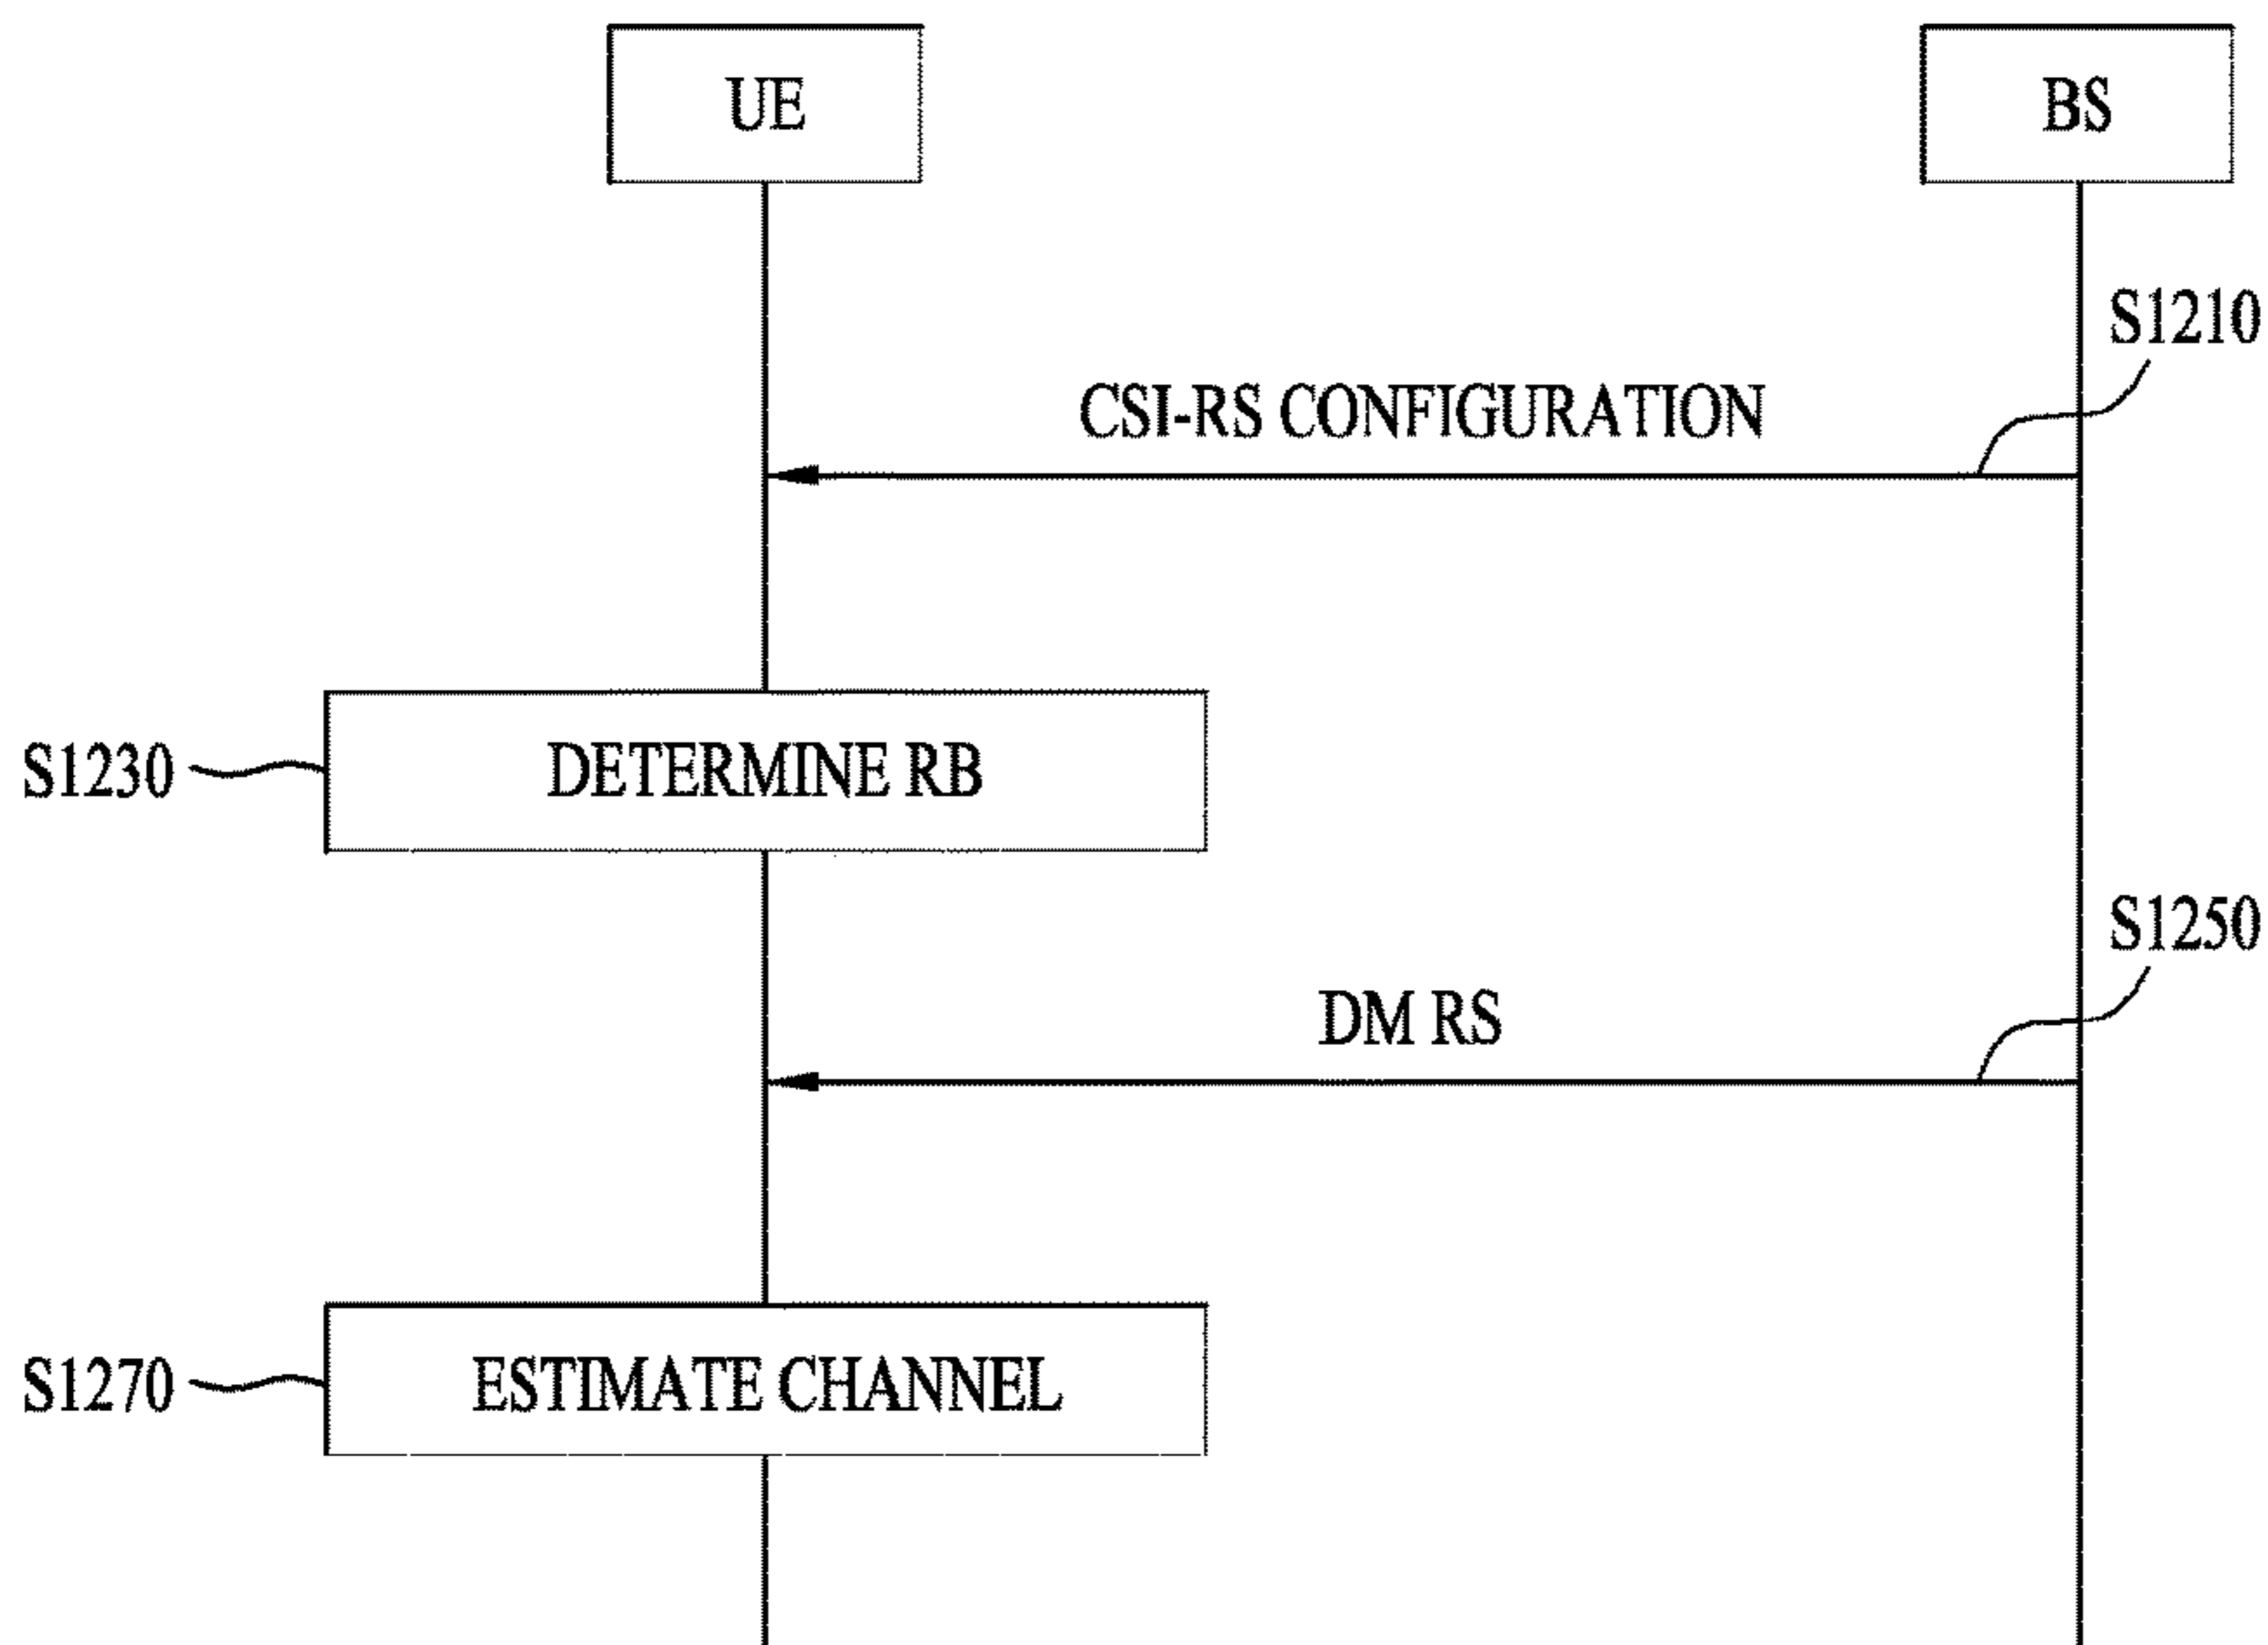 UE
BS
S1210
CSI-RS CONFIGURATION
S1230
DETERMINE RB
S1250
DM RS
S1270
ESTIMATE CHANNEL